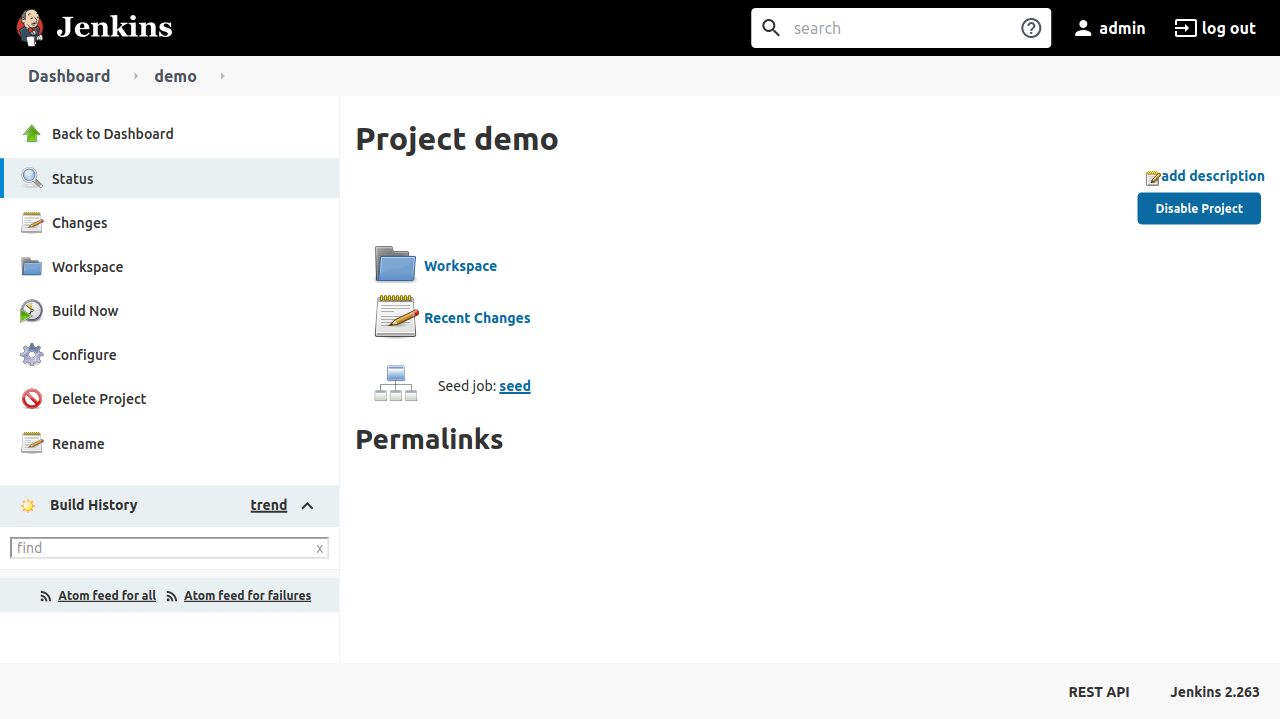 Jenkins
search
admin
log out
Dashboard
demo
Back to Dashboard
Status
Changes
Workspace
Build Now
Configure
Delete Project
Rename
Build History
trend
find
x
Atom feed for all
Atom feed for failures
Project demo
add description
Disable Project
Workspace
Recent Changes
Seed job: seed
Permalinks
REST API
Jenkins 2.263